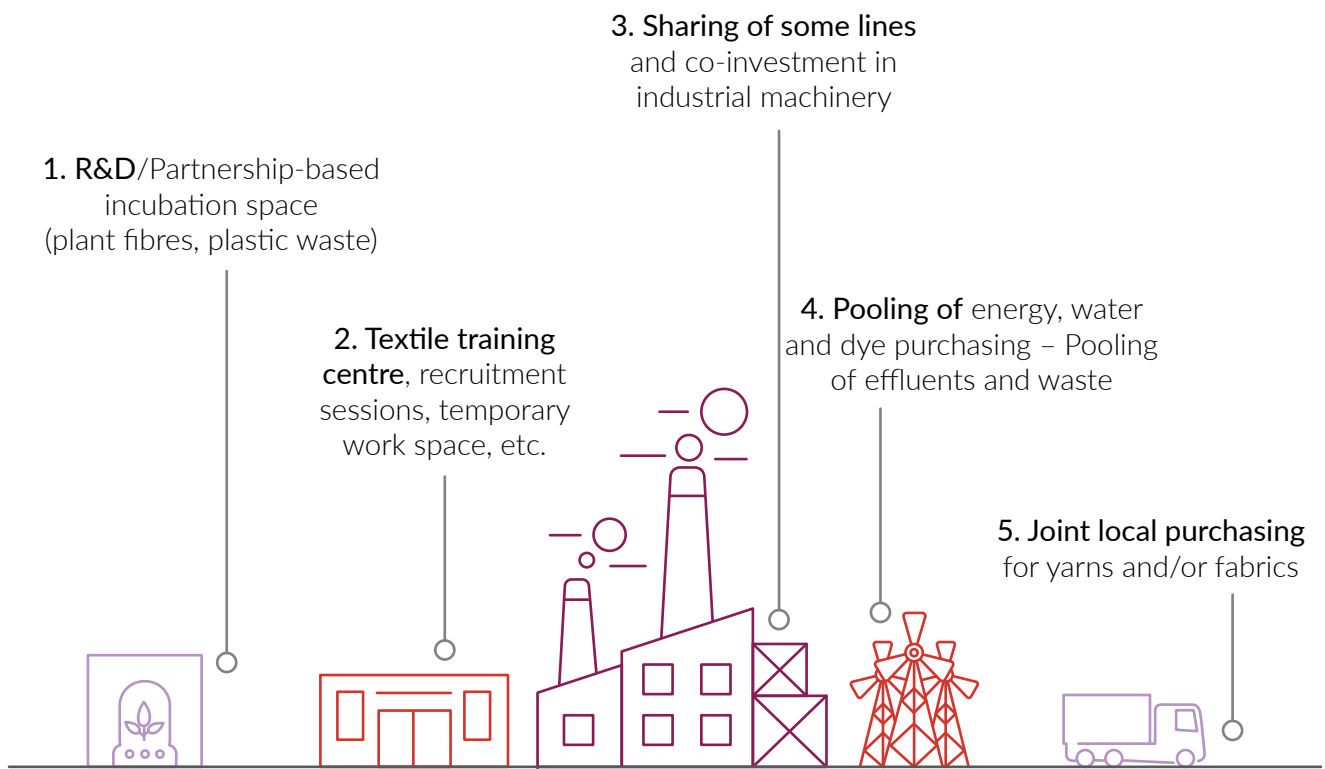 1. R&D/Partnership-based
incubation space
(plant fibres, plastic waste)
2. Textile training
centre, recruitment
sessions, temporary
work space, etc.
3. Sharing of some lines
and co-investment in
industrial machinery
4. Pooling of energy, water
and dye purchasing – Pooling
of effluents and waste
5. Joint local purchasing
for yarns and/or fabrics